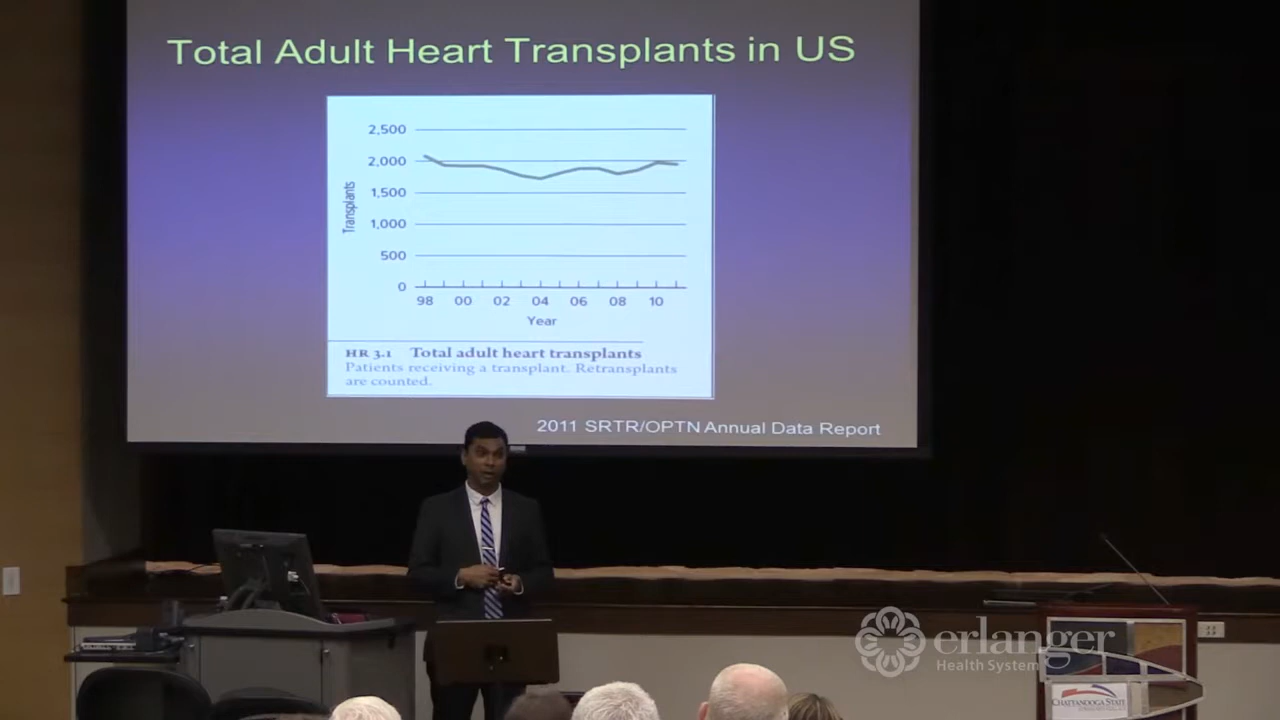 Total Adult Heart Transplants in US
2,500
2,000
1,500
1,000
500
0
Transplants
98 00 02 04 06 08 10
Year
HR 3.1 Total adult heart transplants
Patients receiving a transplant. Retransplants
are counted.
2011 SRTR/OPTN Annual Data Report
erlanger
Health System
CHATTANOOGA STATE